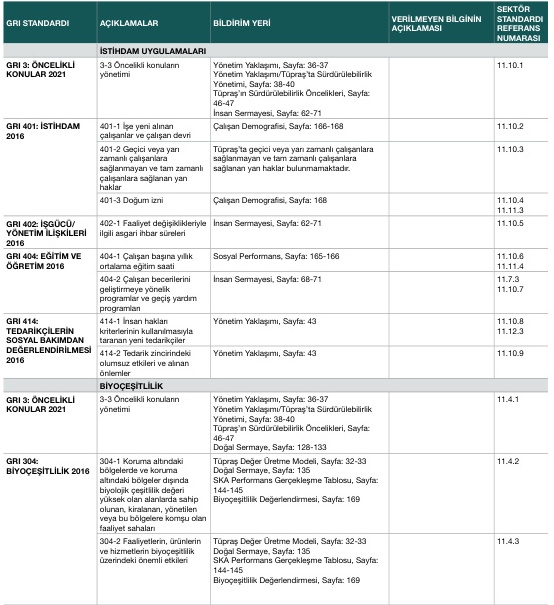 GRI STANDARDI
AÇIKLAMALAR
BİLDİRİM YERİ
VERİLMEYEN BİLGİNİN
AÇIKLAMASI
SEKTÖR
STANDARDI
REFERANS
NUMARASI
İSTİHDAM UYGULAMALARI
GRI 3: ÖNCELİKLİ
KONULAR 2021
3-3 Öncelikli konuların
yönetimi
Yönetim Yaklaşımı, Sayfa: 36-37
Yönetim Yaklaşımı/Tüpraş'ta Sürdürülebilirlik
Yönetimi, Sayfa: 38-40
Tüpraş'ın Sürdürülebilirlik Öncelikleri, Sayfa:
46-47
İnsan Sermayesi, Sayfa: 62-71
11.10.1
GRI 401: İSTİHDAM
2016
401-1 İşe yeni alınan
çalışanlar ve çalışan devri
Çalışan Demografisi, Sayfa: 166-168
11.10.2
401-2 Geçici veya yarı
zamanlı çalışanlara
sağlanmayan ve tam zamanlı
çalışanlara sağlanan yan
haklar
Tüpraş'ta geçici veya yarı zamanlı çalışanlara
sağlanmayan ve tam zamanlı çalışanlara
sağlanan yan haklar bulunmamaktadır.
11.10.3
401-3 Doğum izni
Çalışan Demografisi, Sayfa: 168
11.10.4
11.11.3
GRI 402: İŞGÜCÜ/
YÖNETİM İLİŞKİLERİ
2016
402-1 Faaliyet değişiklikleriyle
ilgili asgari ihbar süreleri
İnsan Sermayesi, Sayfa: 62-71
11.10.5
GRI 404: EĞİTİM VE
ÖĞRETİM 2016
404-1 Çalışan başına yıllık
ortalama eğitim saati
Sosyal Performans, Sayfa: 165-166
11.10.6
11.11.4
404-2 Çalışan becerilerini
geliştirmeye yönelik
programlar ve geçiş yardım
programları
İnsan Sermayesi, Sayfa: 68-71
11.7.3
11.10.7
GRI 414:
TEDARİKÇİLERİN
SOSYAL BAKIMDAN
DEĞERLENDİRİLMESİ
2016
414-1 İnsan hakları
kriterlerinin kullanılmasıyla
taranan yeni tedarikçiler
Yönetim Yaklaşımı, Sayfa: 43
11.10.8
11.12.3
414-2 Tedarik zincirindeki
olumsuz etkileri ve alınan
önlemler
Yönetim Yaklaşımı, Sayfa: 43
11.10.9
BİYOÇEŞİTLİLİK
GRI 3: ÖNCELİKLİ
KONULAR 2021
3-3 Öncelikli konuların
yönetimi
Yönetim Yaklaşımı, Sayfa: 36-37
Yönetim Yaklaşımı/Tüpraş'ta Sürdürülebilirlik
Yönetimi, Sayfa: 38-40
Tüpraş'ın Sürdürülebilirlik Öncelikleri, Sayfa:
46-47
Doğal Sermaye, Sayfa: 128-133
11.4.1
GRI 304:
BİYOÇEŞİTLİLİK 2016
304-1 Koruma altındaki
bölgelerde ve koruma
altındaki bölgeler dışında
biyolojik çeşitlilik değeri
yüksek olan alanlarda sahip
olunan, kiralanan, yönetilen
veya bu bölgelere komşu olan
faaliyet sahaları
Tüpraş Değer Üretme Modeli, Sayfa: 32-33
Doğal Sermaye, Sayfa: 135
SKA Performans Gerçekleşme Tablosu, Sayfa:
144-145
Biyoçeşitlilik Değerlendirmesi, Sayfa: 169
11.4.2
304-2 Faaliyetlerin, ürünlerin
ve hizmetlerin biyoçeşitlilik
üzerindeki önemli etkileri
Tüpraş Değer Üretme Modeli, Sayfa: 32-33
Doğal Sermaye, Sayfa: 135
SKA Performans Gerçekleşme Tablosu, Sayfa:
144-145
Biyoçeşitlilik Değerlendirmesi, Sayfa: 169
11.4.3